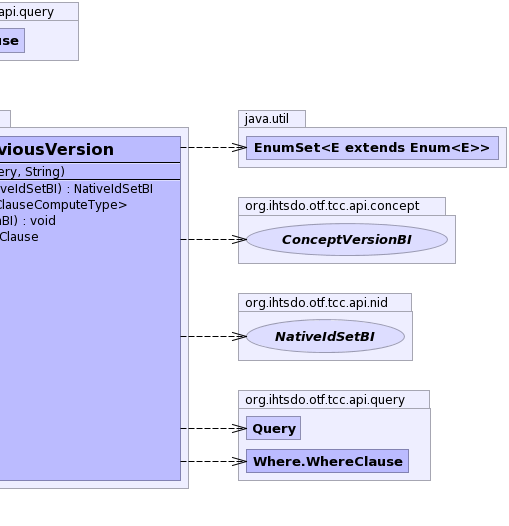 api.query
use
viousVersion
ery, String)
veIdSetBI) : NativeIdSetBI
ClauseComputeType>
nBI) : void
Clause
java.util
EnumSet<E extends Enum<E>>
org.ihtsdo.otf.tcc.api.concept
ConceptVersionBI
org.ihtsdo.otf.tcc.api.nid
NativeIdSetBI
org.ihtsdo.otf.tcc.api.query
Query
Where.WhereClause